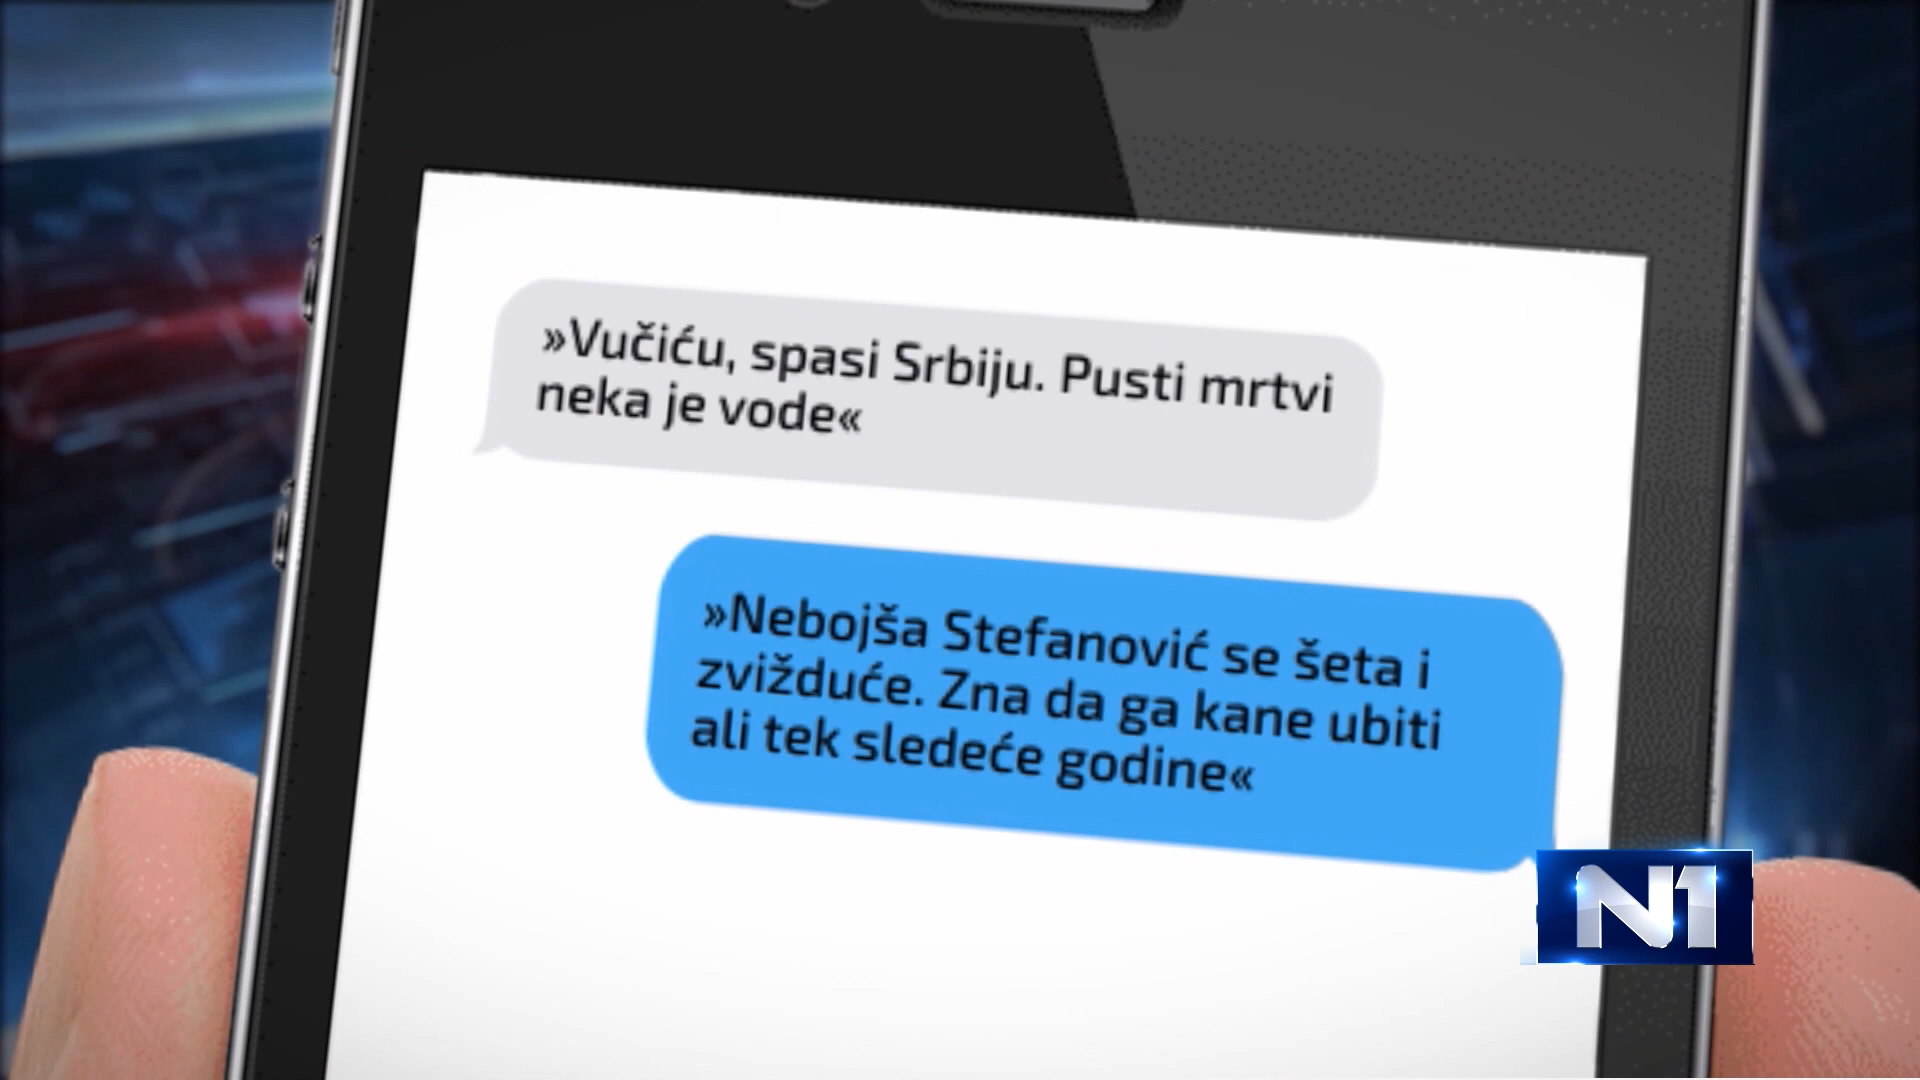 »Vučiću, spasi Srbiju. Pusti mrtvi
neka je vode«
»Nebojša Stefanović se šeta i
zvižduće. Zna da ga kane ubiti
ali tek sledeće godine«
N1